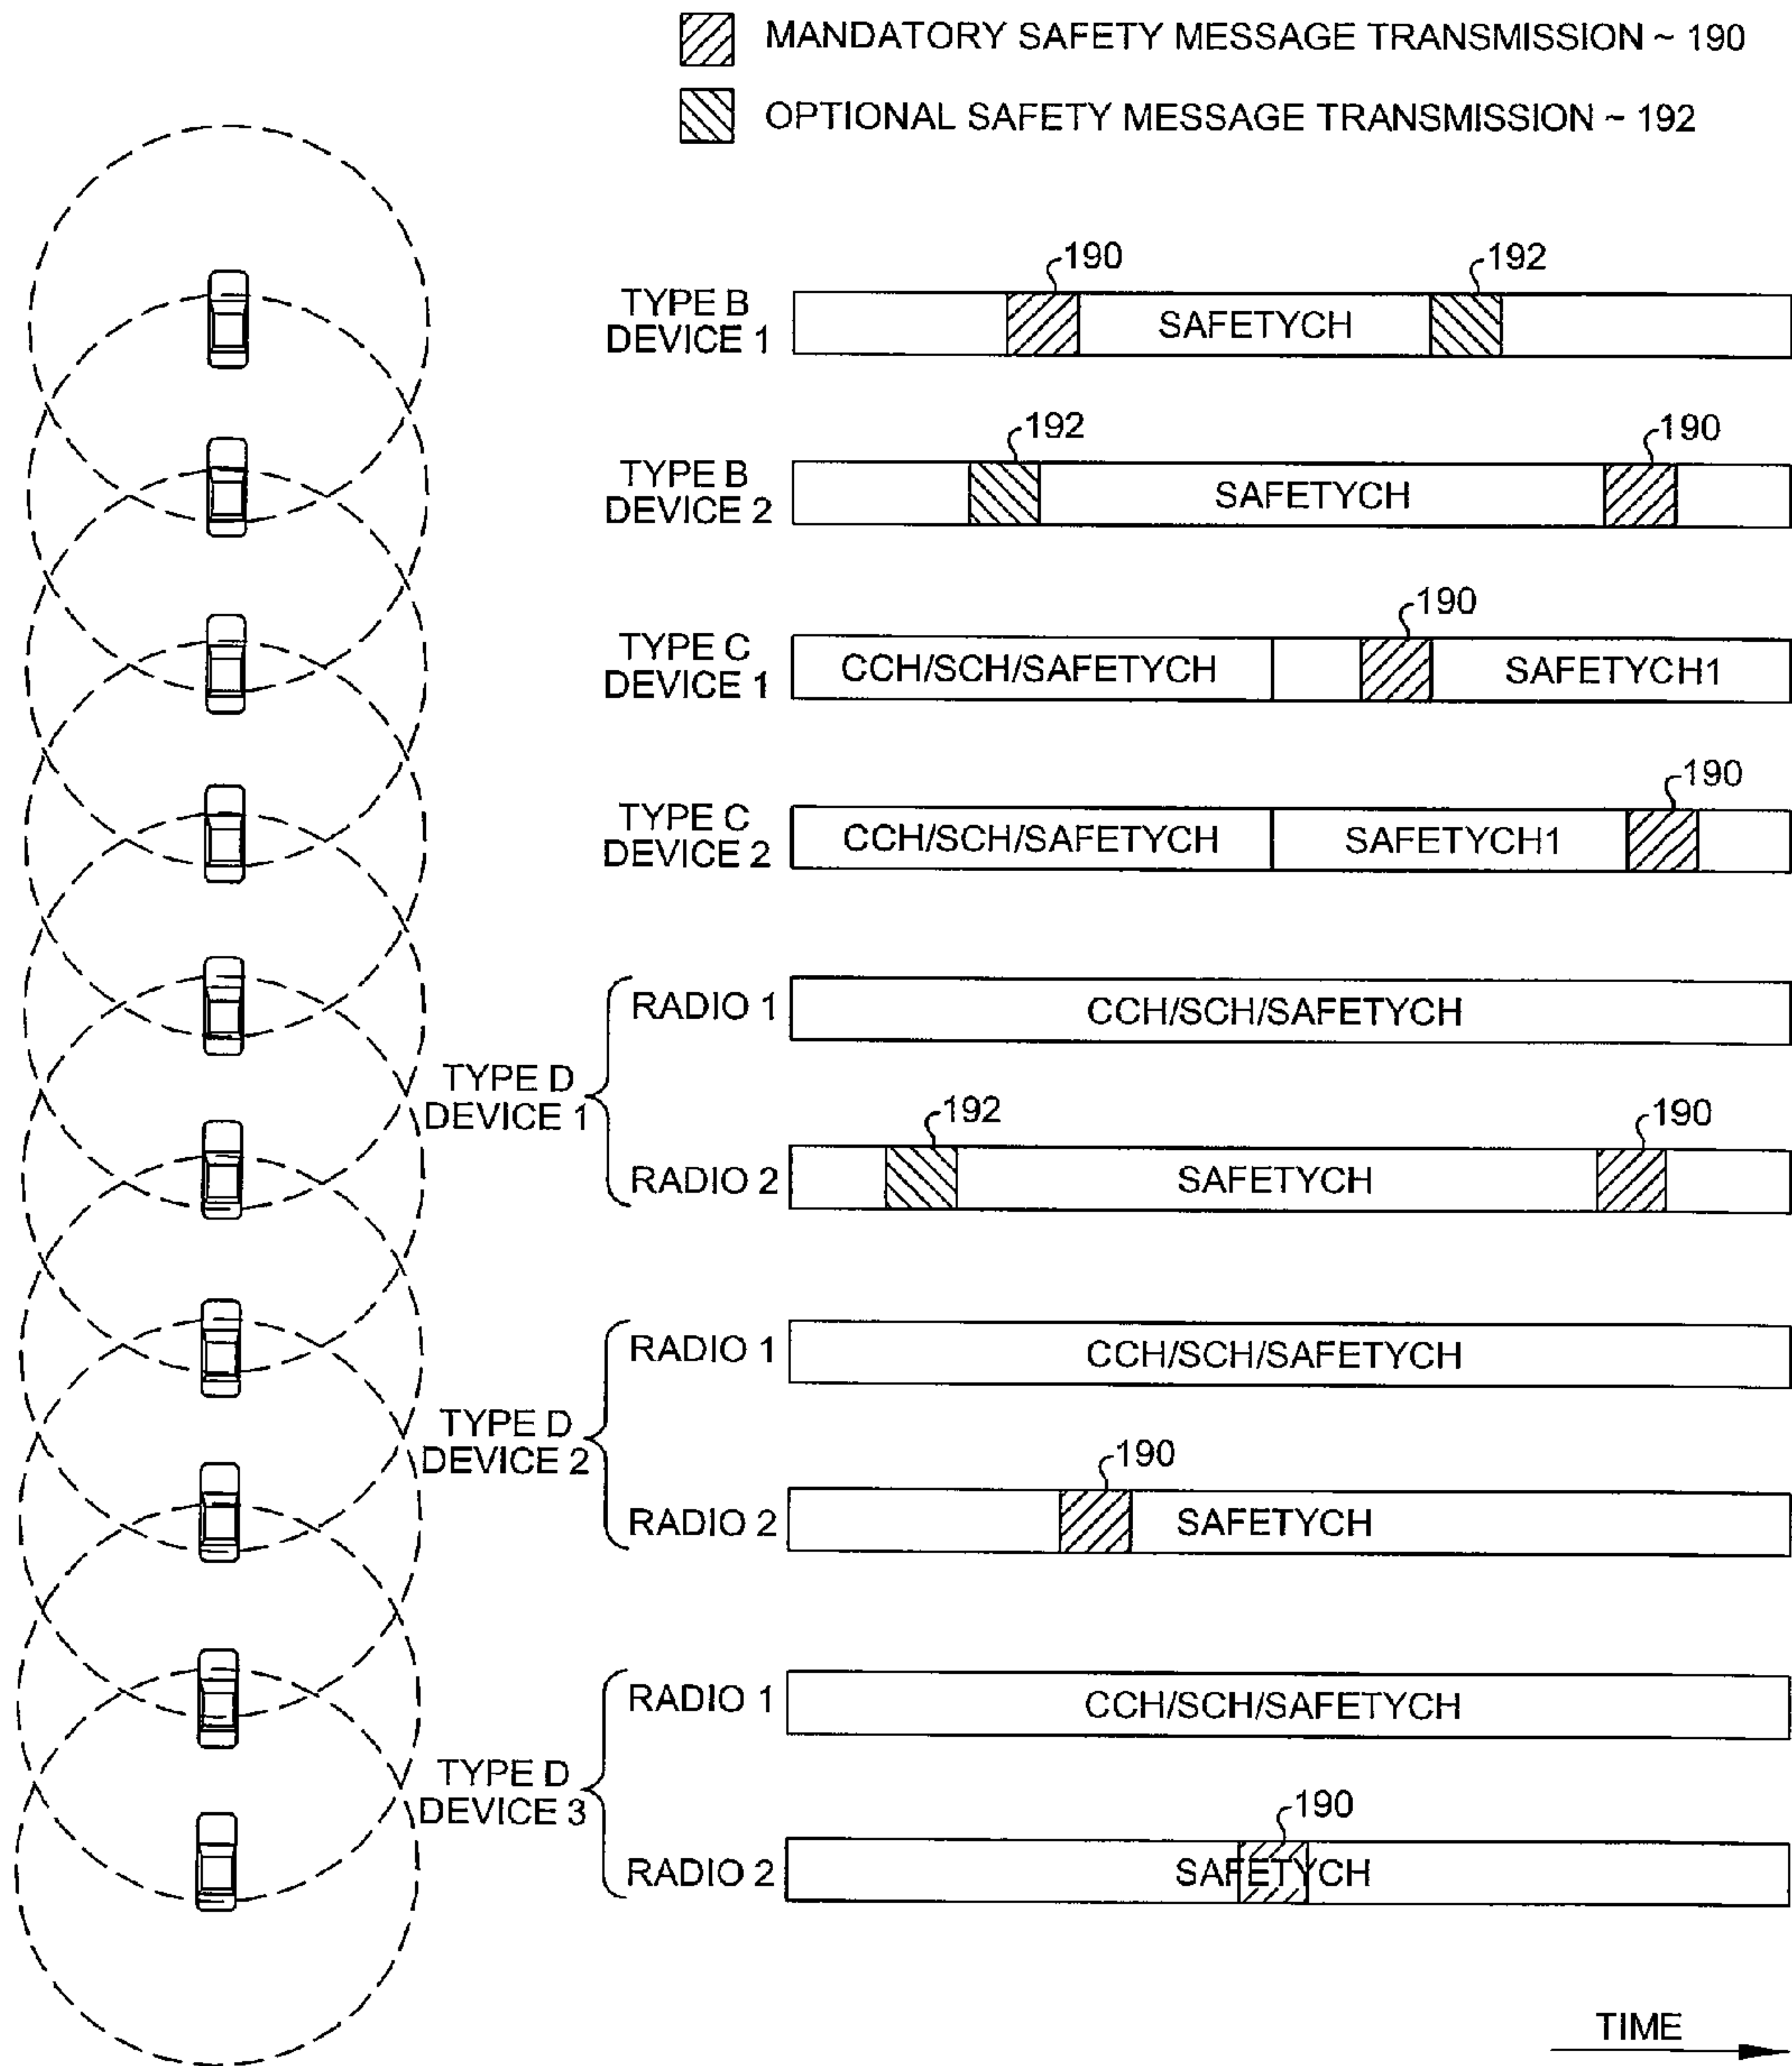 MANDATORY SAFETY MESSAGE TRANSMISSION ~ 190
OPTIONAL SAFETY MESSAGE TRANSMISSION ~ 192
190
192
TYPE B
DEVICE 1
SAFETYCH
192
190
TYPE B
DEVICE 2
SAFETYCH
190
TYPE C
DEVICE 1
CCH/SCH/SAFETYCH
SAFETYCH1
190
TYPE C
DEVICE 2
CCH/SCH/SAFETYCH
SAFETYCH1
TYPE D
DEVICE 1
RADIO 1
CCH/SCH/SAFETYCH
192
190
RADIO 2
SAFETYCH
TYPE D
DEVICE 2
RADIO 1
CCH/SCH/SAFETYCH
190
RADIO 2
SAFETYCH
TYPE D
DEVICE 3
RADIO 1
CCH/SCH/SAFETYCH
190
RADIO 2
SAFETYCH
TIME